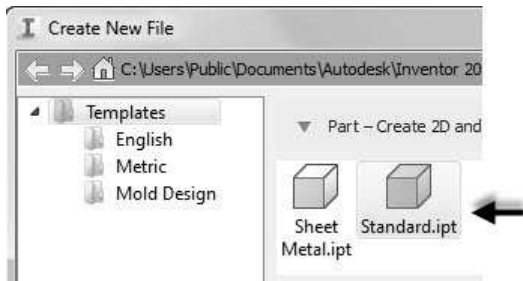 Create New File
C:\Users\Public\Documents\Autodesk\Inventor 20
Templates
English
Metric
Mold Design
Part – Create 2D and
Sheet
Metal.ipt
Standard.ipt